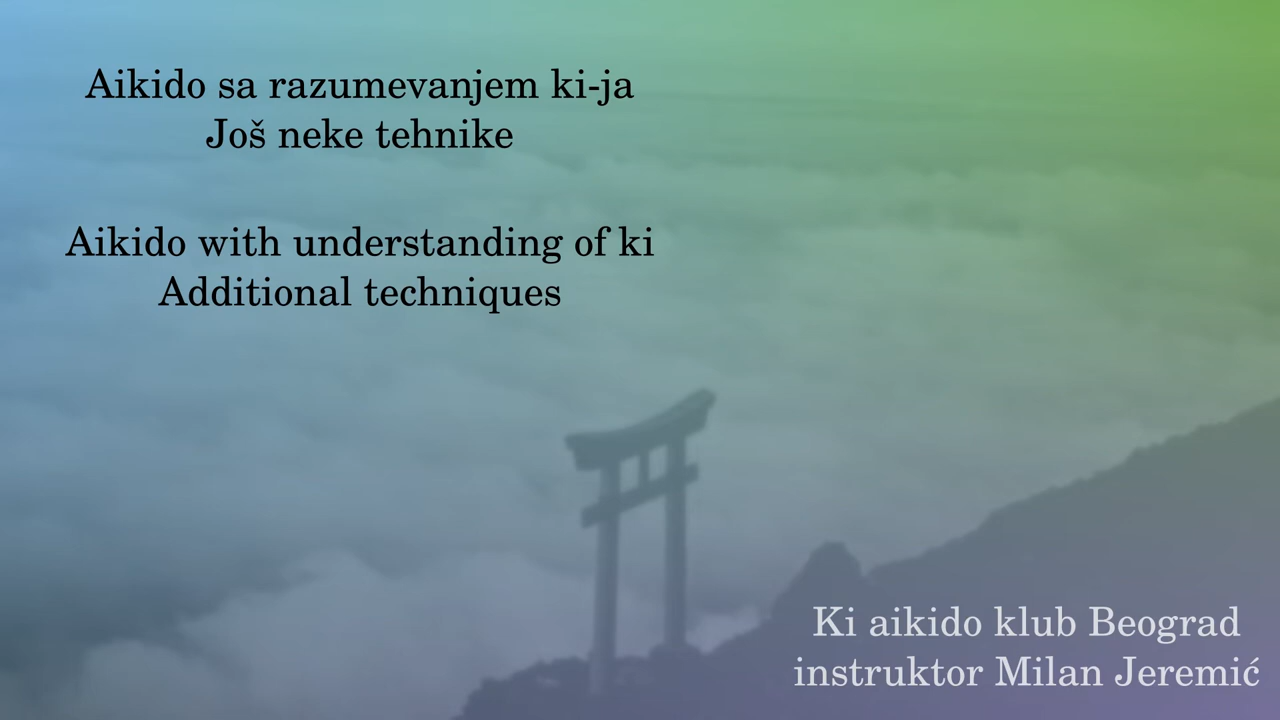 Aikido sa razumevanjem ki-ja
Još neke tehnike
Aikido with understanding of ki
Additional techniques
Ki aikido klub Beograd
instruktor Milan Jeremić